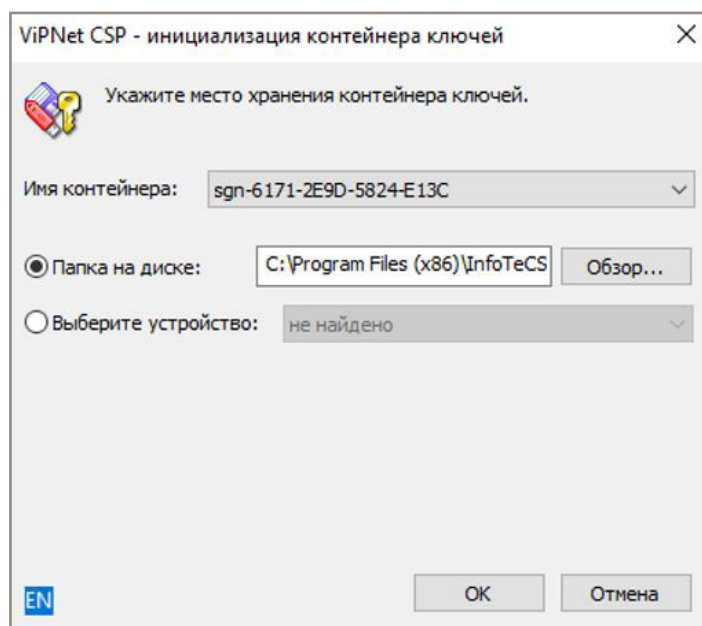 ViPNet CSP - инициализация контейнера ключей
Укажите место хранения контейнера ключей.
Имя контейнера: sgn-6171-2E9D-5824-E13C
Папка на диске: C:\Program Files (x86)\InfoTeCS Обзор...
Выберите устройство: не найдено
EN OK Отмена